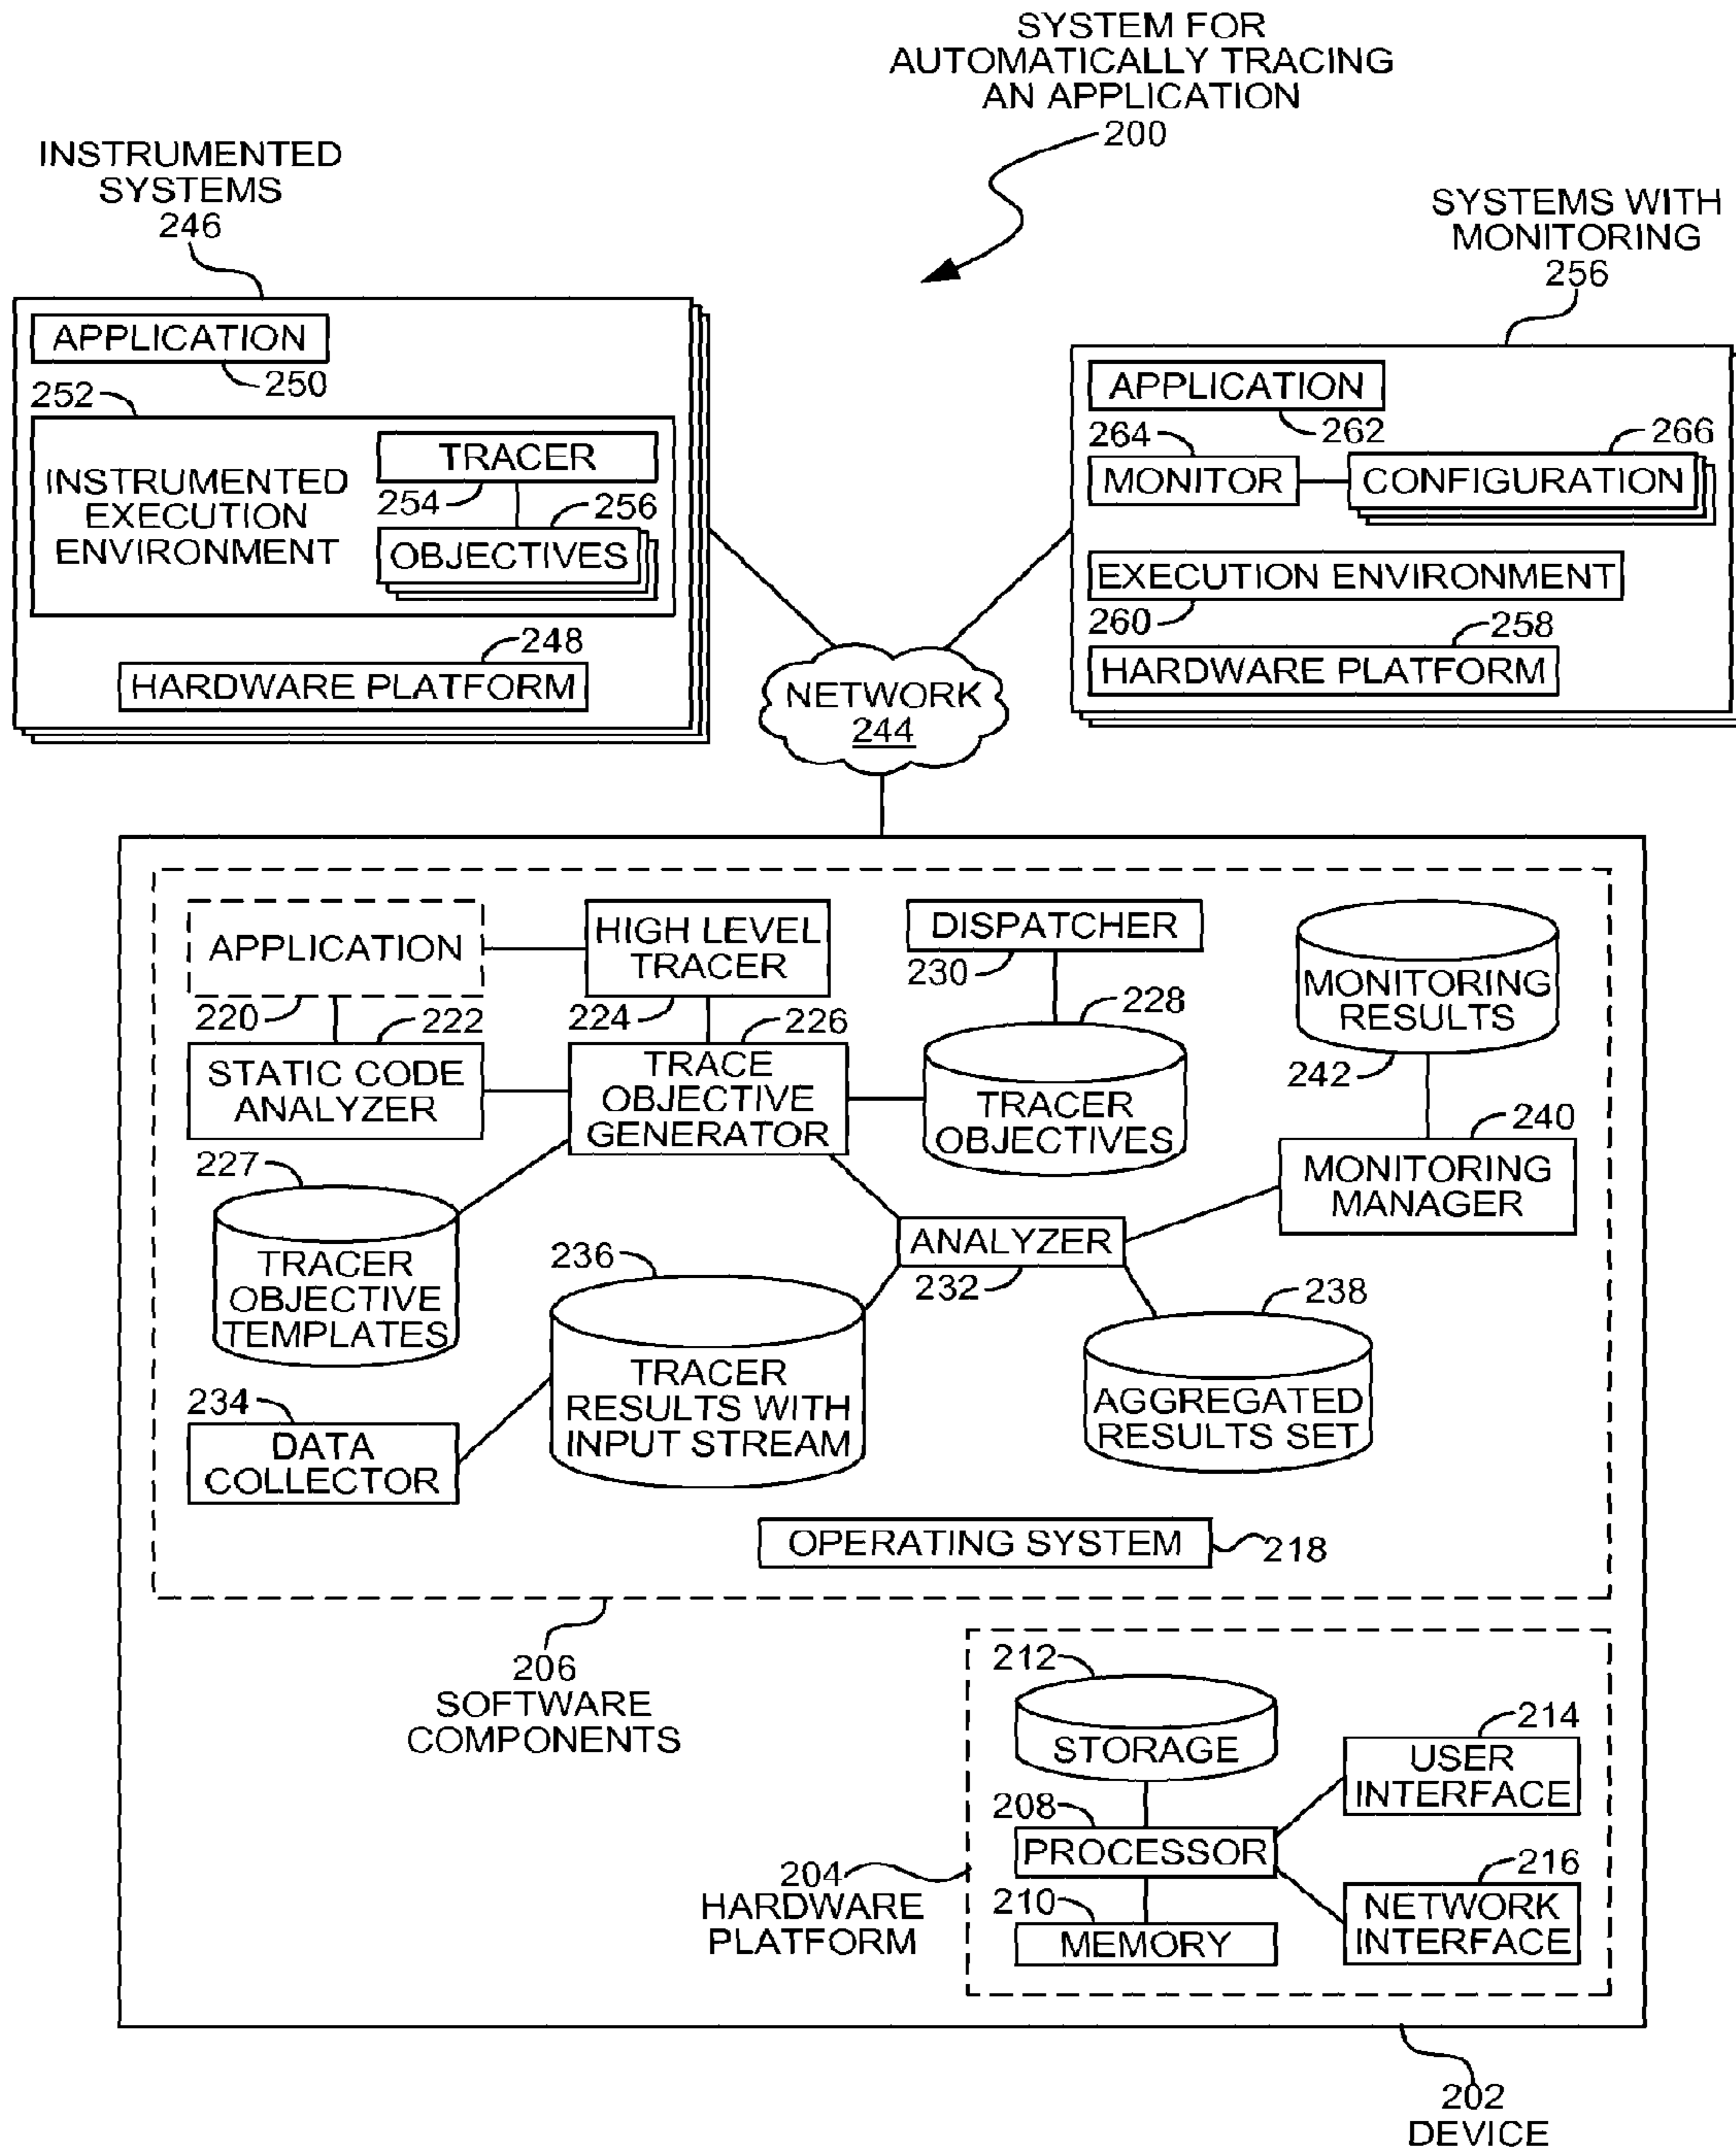 SYSTEM FOR
AUTOMATICALLY TRACING
AN APPLICATION
200
INSTRUMENTED
SYSTEMS
246
SYSTEMS WITH
MONITORING
256
APPLICATION
250
252
INSTRUMENTED
EXECUTION
ENVIRONMENT
TRACER
254
256
OBJECTIVES
248
HARDWARE PLATFORM
APPLICATION
262
264
266
MONITOR
CONFIGURATION
EXECUTION ENVIRONMENT
260
258
HARDWARE PLATFORM
NETWORK
244
APPLICATION
220
HIGH LEVEL
TRACER
224
DISPATCHER
230
MONITORING
RESULTS
242
222
STATIC CODE
ANALYZER
226
TRACE
OBJECTIVE
GENERATOR
228
TRACER
OBJECTIVES
240
MONITORING
MANAGER
227
TRACER
OBJECTIVE
TEMPLATES
ANALYZER
232
236
TRACER
RESULTS WITH
INPUT STREAM
238
AGGREGATED
RESULTS SET
234
DATA
COLLECTOR
OPERATING SYSTEM
218
206
SOFTWARE
COMPONENTS
212
STORAGE
214
USER
INTERFACE
208
PROCESSOR
204
HARDWARE
PLATFORM
210
MEMORY
216
NETWORK
INTERFACE
202
DEVICE